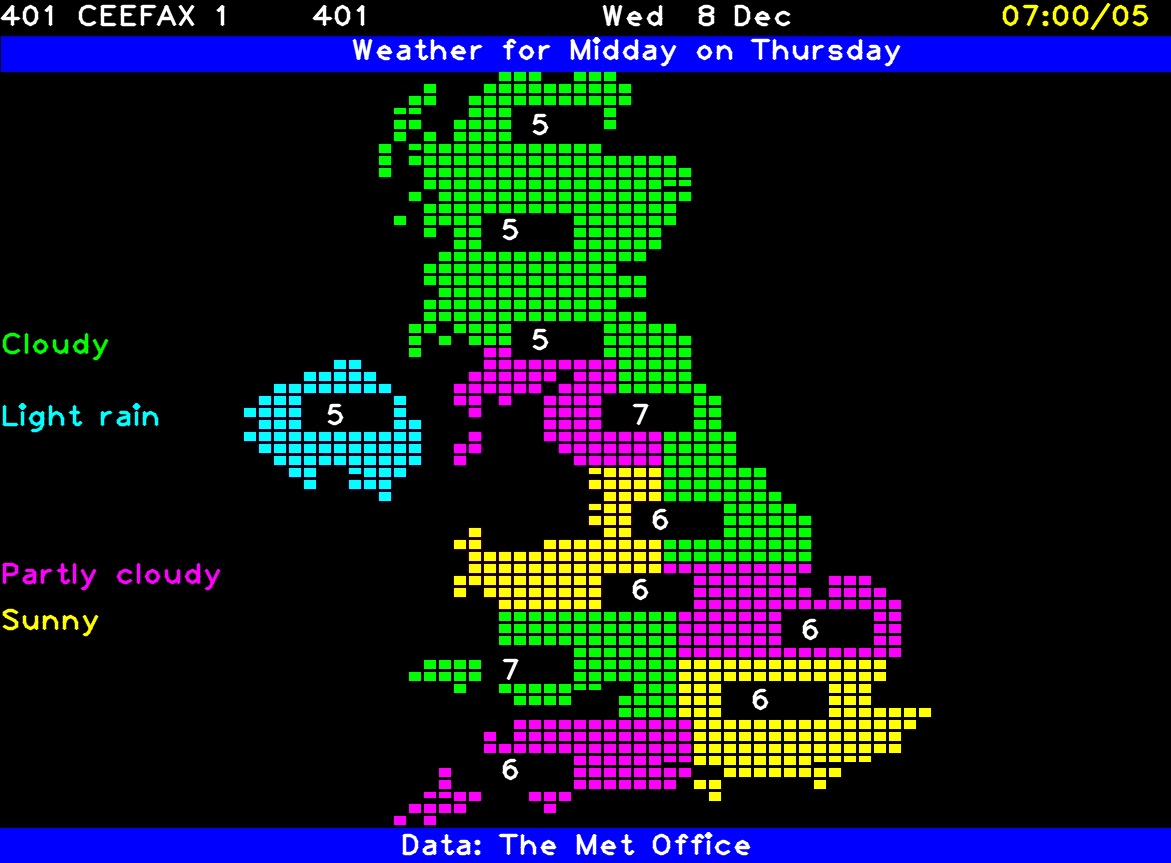 401 CEEFAX 1 401 Wed 8 Dec 07:00/05
Weather for Midday on Thursday
5
5
Cloudy 5
Light rain 5 7
6
Partly cloudy 6
Sunny 6
7
6
6
Data: The Met Office